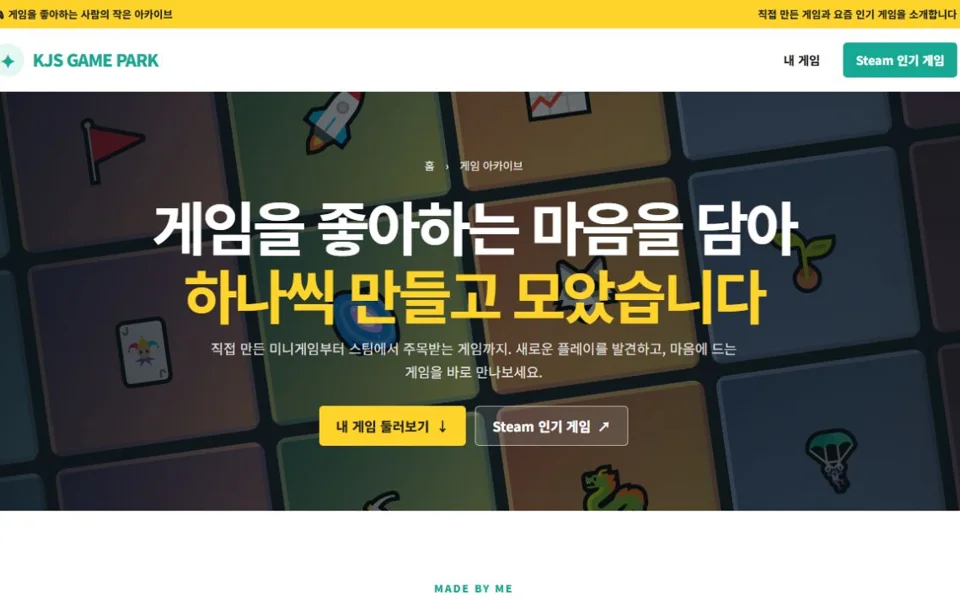 게임을 좋아하는 사람의 작은 아카이브
직접 만든 게임과 요즘 인기 게임을 소개합니다
KJS GAME PARK
내 게임
Steam 인기 게임
홈 › 게임 아카이브
게임을 좋아하는 마음을 담아
하나씩 만들고 모았습니다
직접 만든 미니게임부터 스팀에서 주목받는 게임까지. 새로운 플레이를 발견하고, 마음에 드는
게임을 바로 만나보세요.
내 게임 둘러보기 ↓
Steam 인기 게임 ↗
MADE BY ME